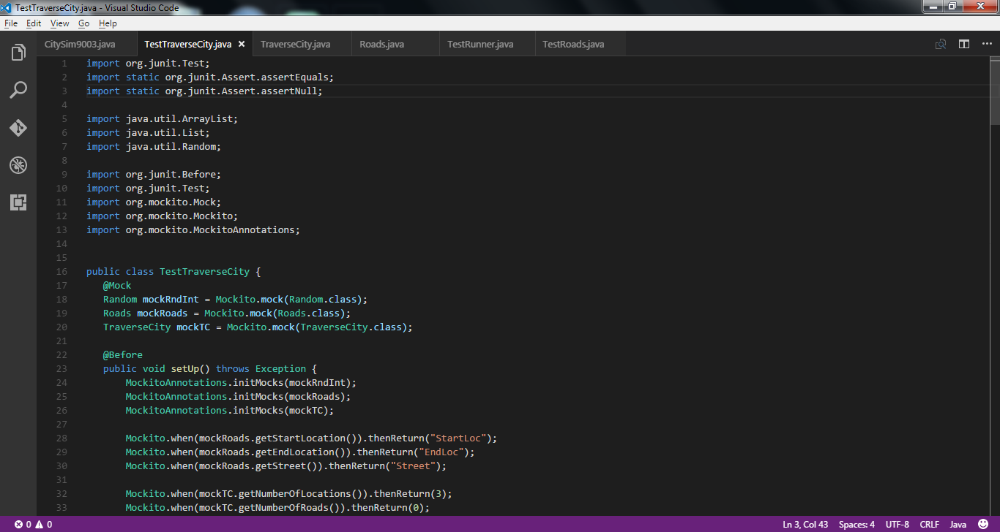 TestTraverseCity.java - Visual Studio Code
File Edit View Go Help
CitySim9003.java TestTraverseCity.java TraverseCity.java Roads.java TestRunner.java TestRoads.java
1 import org.junit.Test;
2 import static org.junit.Assert.assertEquals;
3 import static org.junit.Assert.assertNull;
4
5 import java.util.ArrayList;
6 import java.util.List;
7 import java.util.Random;
8
9 import org.junit.Before;
10 import org.junit.Test;
11 import org.mockito.Mock;
12 import org.mockito.Mockito;
13 import org.mockito.MockitoAnnotations;
14
15
16 public class TestTraverseCity {
17 @Mock
18 Random mockRndInt = Mockito.mock(Random.class);
19 Roads mockRoads = Mockito.mock(Roads.class);
20 TraverseCity mockTC = Mockito.mock(TraverseCity.class);
21
22 @Before
23 public void setUp() throws Exception {
24 MockitoAnnotations.initMocks(mockRndInt);
25 MockitoAnnotations.initMocks(mockRoads);
26 MockitoAnnotations.initMocks(mockTC);
27
28 Mockito.when(mockRoads.getStartLocation()).thenReturn("StartLoc");
29 Mockito.when(mockRoads.getEndLocation()).thenReturn("EndLoc");
30 Mockito.when(mockRoads.getStreet()).thenReturn("Street");
31
32 Mockito.when(mockTC.getNumberOfLocations()).thenReturn(3);
33 Mockito.when(mockTC.getNumberOfRoads()).thenReturn(0);
0 0 Ln 3, Col 43 Spaces: 4 UTF-8 CRLF Java